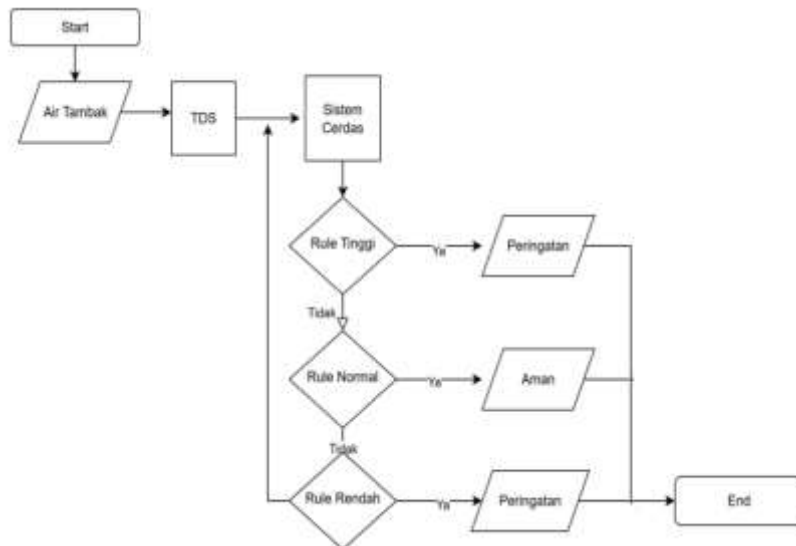 Start
Air Tambak
TDS
Sistem
Cerdas
Rule Tinggi
Ya
Peringatan
Tidak
Rule Normal
Ya
Aman
Tidak
Rule Rendah
Ya
Peringatan
End